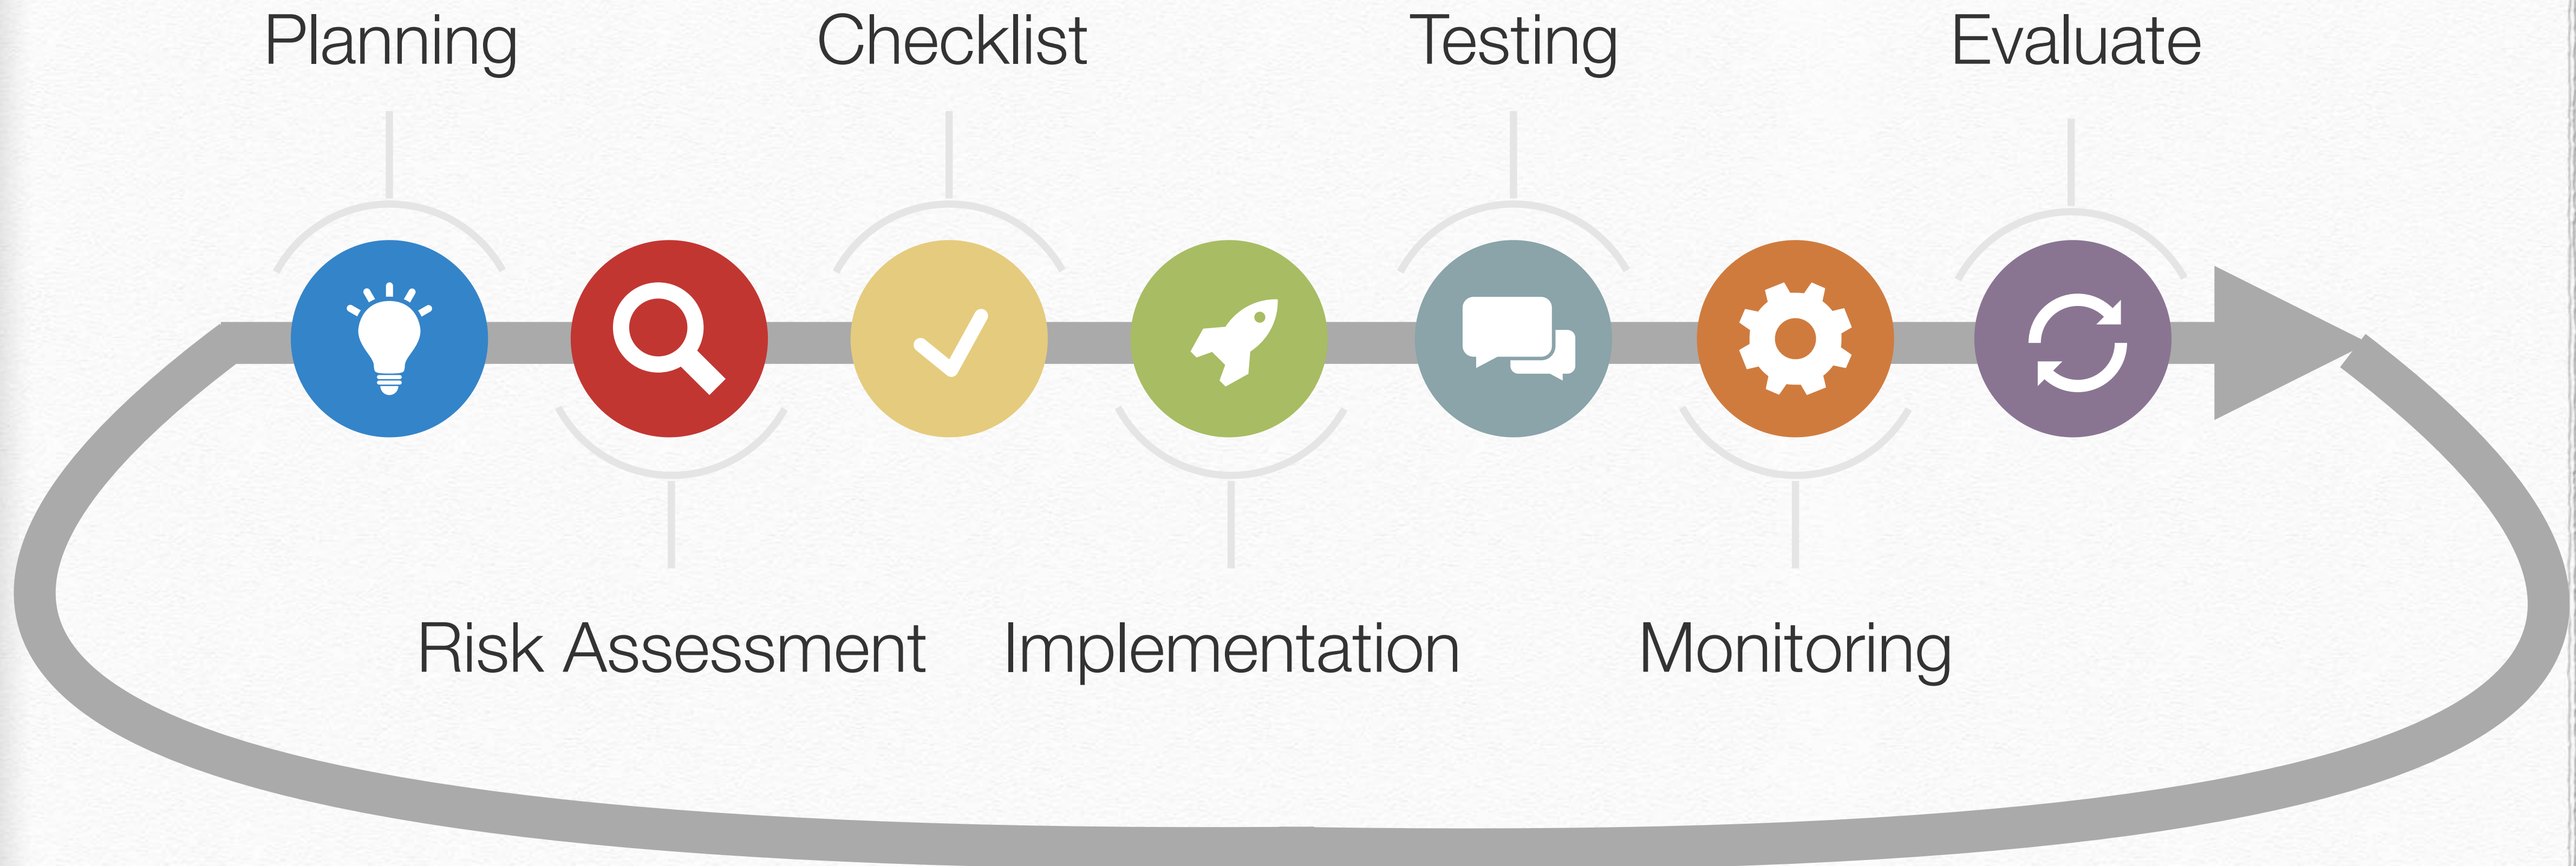 Planning
Checklist
Testing
Evaluate
Risk Assessment
Implementation
Monitoring